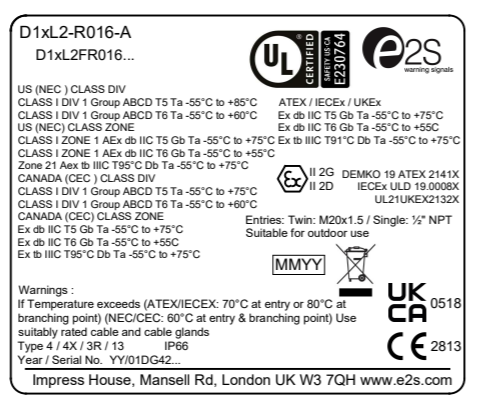 D1xL2-R016-A
D1xL2FR016...
UL
CERTIFIED
SAFETY US-CA
E230764
e2S
warning signals
US (NEC ) CLASS DIV
CLASS I DIV 1 Group ABCD T5 Ta -55°C to +85°C
CLASS I DIV 1 Group ABCD T6 Ta -55°C to +60°C
US (NEC) CLASS ZONE
CLASS I ZONE 1 AEx db IIC T5 Gb Ta -55°C to +75°C
CLASS I ZONE 1 AEx db IIC T6 Gb Ta -55°C to +55°C
Zone 21 Aex tb IIIC T95°C Db Ta -55°C to +75°C
CANADA (CEC ) CLASS DIV
CLASS I DIV 1 Group ABCD T5 Ta -55°C to +75°C
CLASS I DIV 1 Group ABCD T6 Ta -55°C to +60°C
CANADA (CEC) CLASS ZONE
Ex db IIC T5 Gb Ta -55°C to +75°C
Ex db IIC T6 Gb Ta -55°C to +55C
Ex tb IIIC T95°C Db Ta -55°C to +75°C
ATEX / IECEx / UKEx
Ex db IIC T5 Gb Ta -55°C to +75°C
Ex db IIC T6 Gb Ta -55°C to +55C
Ex tb IIIC T91°C Db Ta -55°C to +75°C
Ex
II 2G
II 2D
DEMKO 19 ATEX 2141X
IECEx ULD 19.0008X
UL21UKEX2132X
Entries: Twin: M20x1.5 / Single: ½" NPT
Suitable for outdoor use
MMYY
Warnings :
If Temperature exceeds (ATEX/IECEX: 70°C at entry or 80°C at
branching point) (NEC/CEC: 60°C at entry & branching point) Use
suitably rated cable and cable glands
Type 4 / 4X / 3R / 13 IP66
Year / Serial No. YY/01DG42...
UK
CA 0518
CE 2813
Impress House, Mansell Rd, London UK W3 7QH www.e2s.com